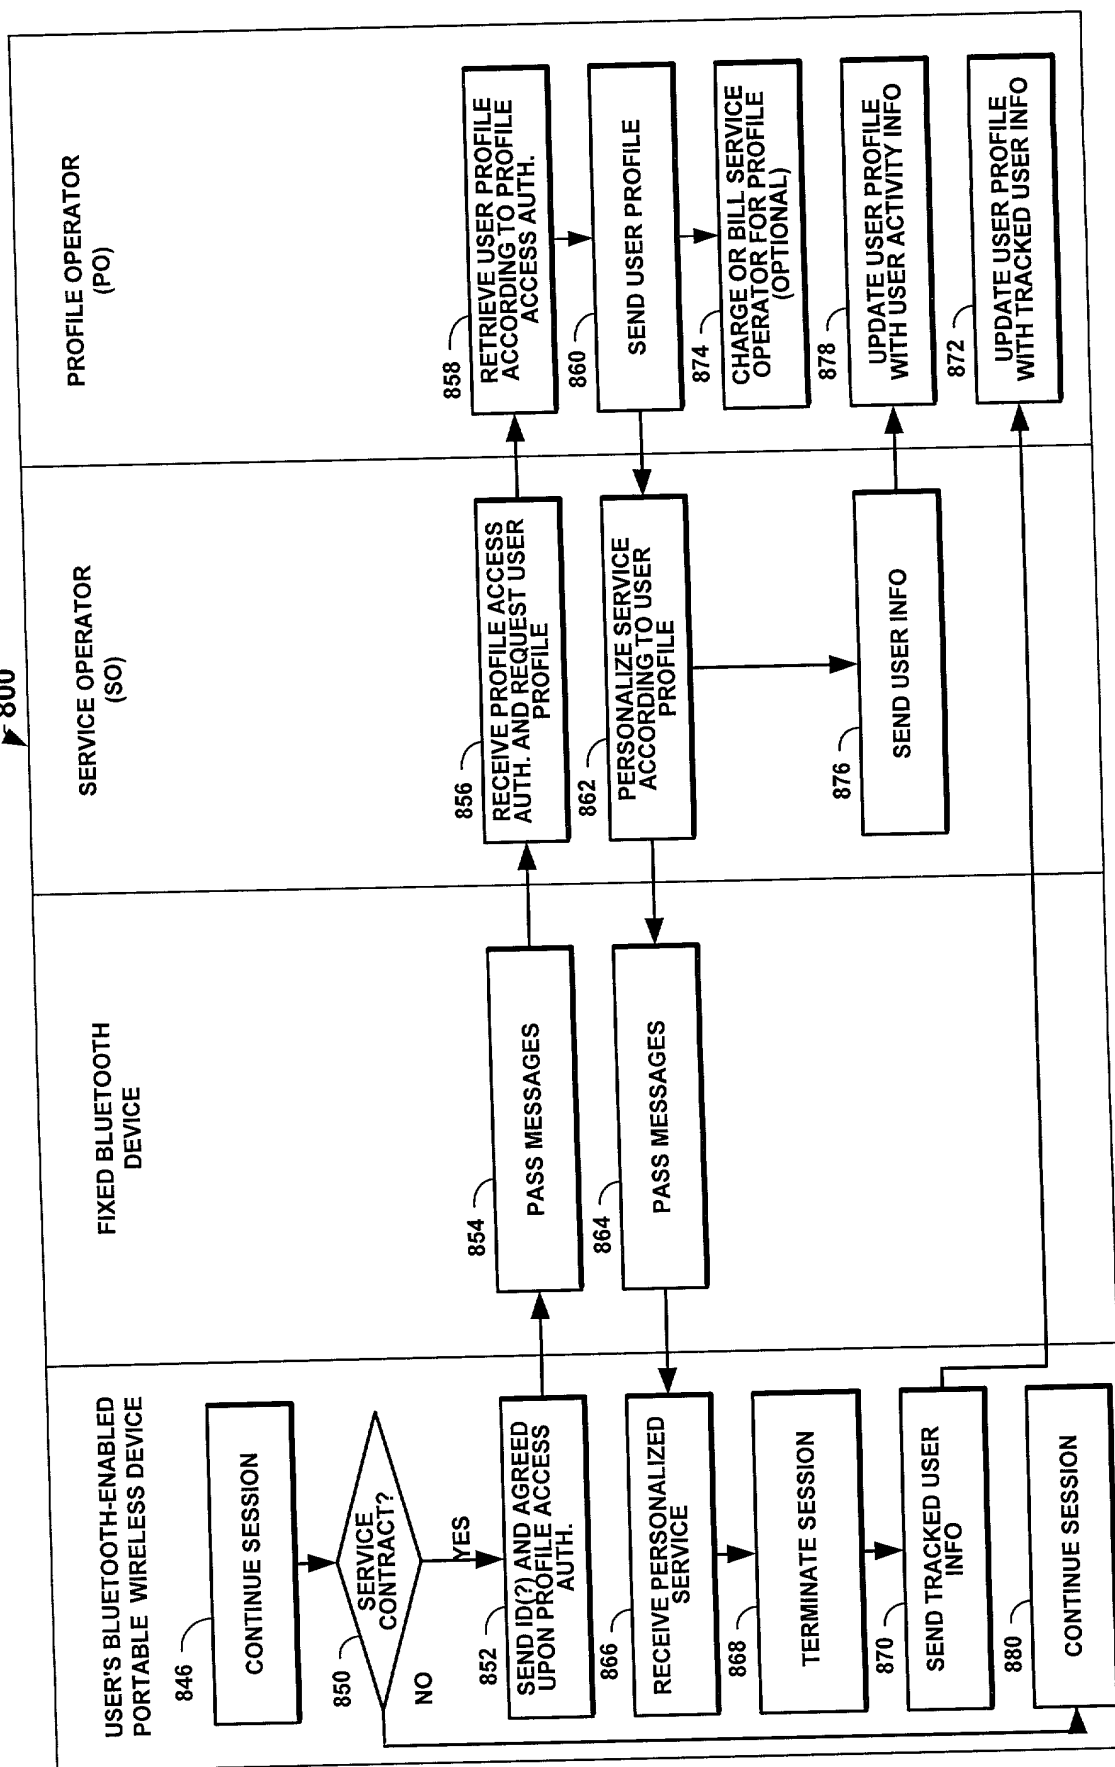 800
USER'S BLUETOOTH-ENABLED
PORTABLE WIRELESS DEVICE
FIXED BLUETOOTH
DEVICE
SERVICE OPERATOR
(SO)
PROFILE OPERATOR
(PO)
846
CONTINUE SESSION
850
SERVICE
CONTRACT?
NO
YES
852
SEND ID(?) AND AGREED
UPON PROFILE ACCESS
AUTH.
854
PASS MESSAGES
856
RECEIVE PROFILE ACCESS
AUTH. AND REQUEST USER
PROFILE
858
RETRIEVE USER PROFILE
ACCORDING TO PROFILE
ACCESS AUTH.
860
SEND USER PROFILE
862
PERSONALIZE SERVICE
ACCORDING TO USER
PROFILE
864
PASS MESSAGES
866
RECEIVE PERSONALIZED
SERVICE
874
CHARGE OR BILL SERVICE
OPERATOR FOR PROFILE
(OPTIONAL)
868
TERMINATE SESSION
876
SEND USER INFO
878
UPDATE USER PROFILE
WITH USER ACTIVITY INFO
870
SEND TRACKED USER
INFO
872
UPDATE USER PROFILE
WITH TRACKED USER INFO
880
CONTINUE SESSION